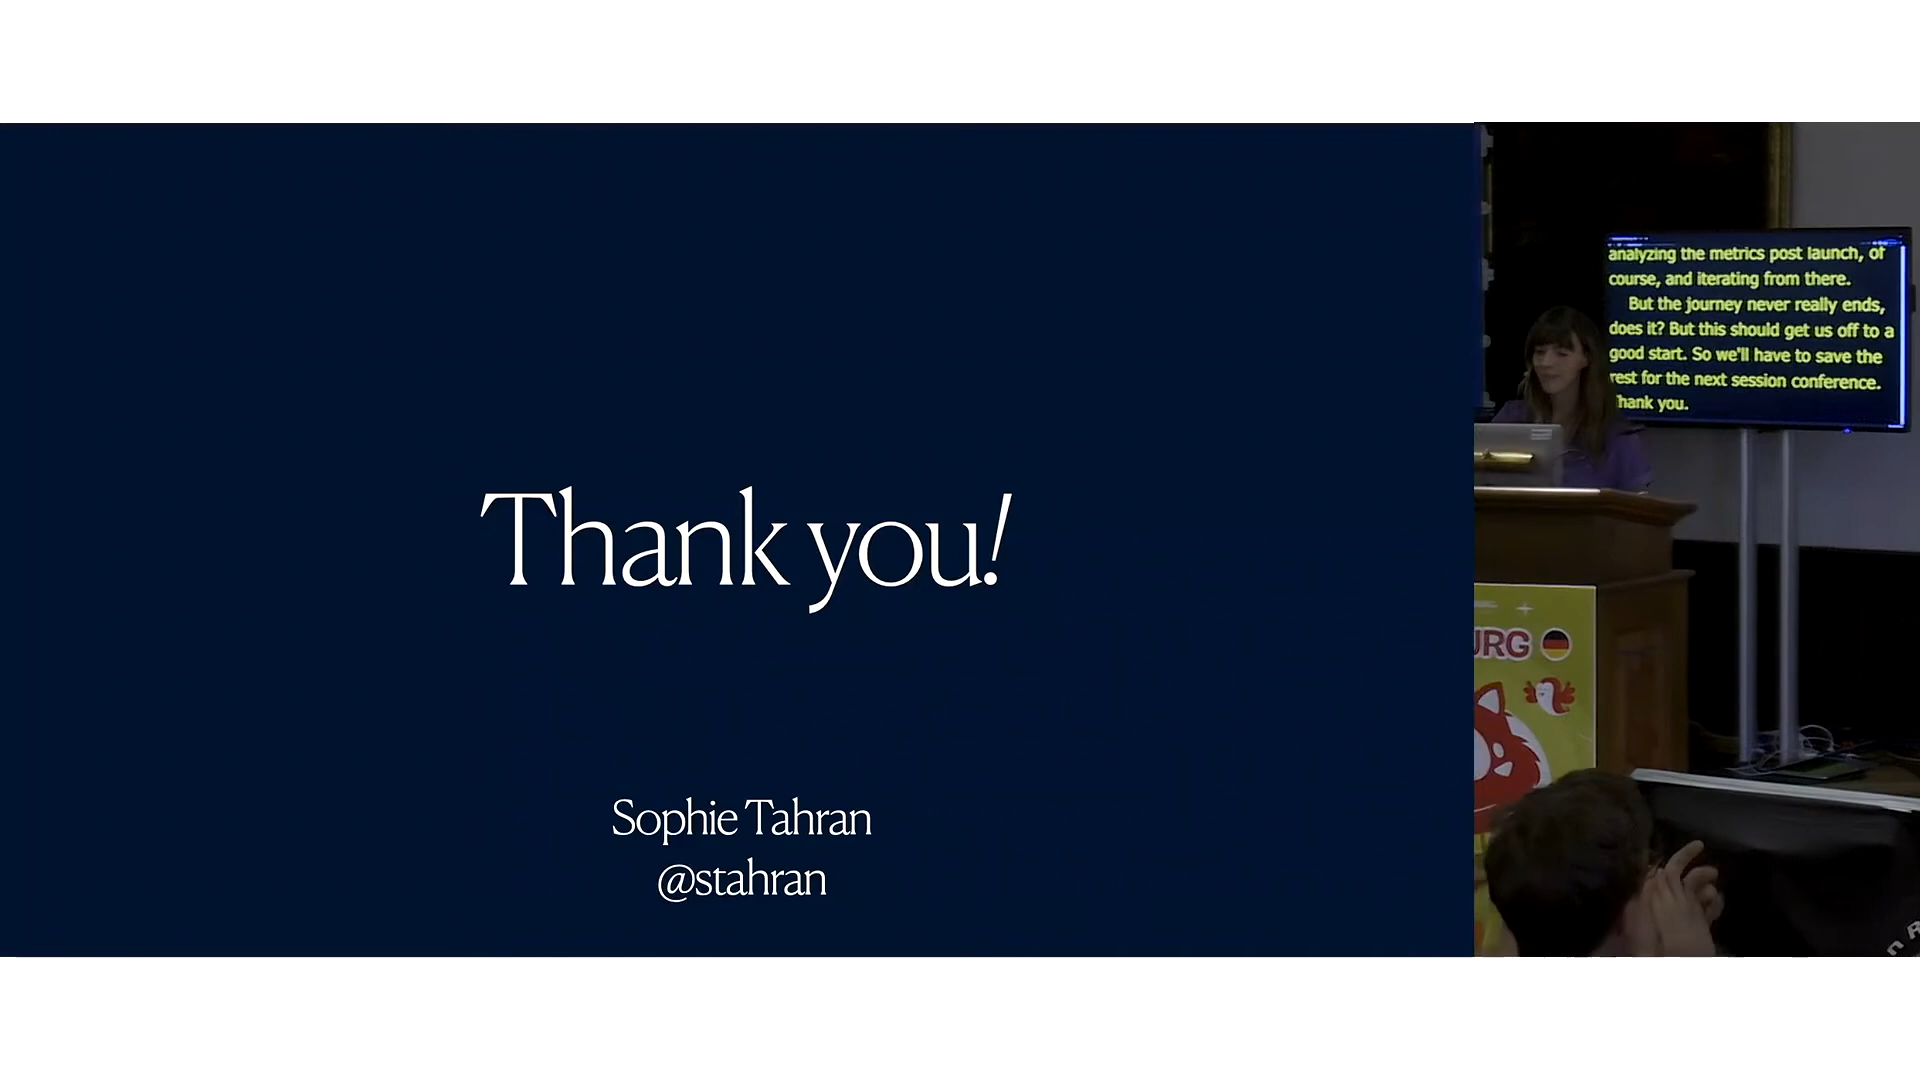 Thank you!
Sophie Tahran
@stahran
analyzing the metrics post launch, of
course, and iterating from there.
But the journey never really ends,
does it? But this should get us off to a
good start. So we'll have to save the
rest for the next session conference.
Thank you.
URG